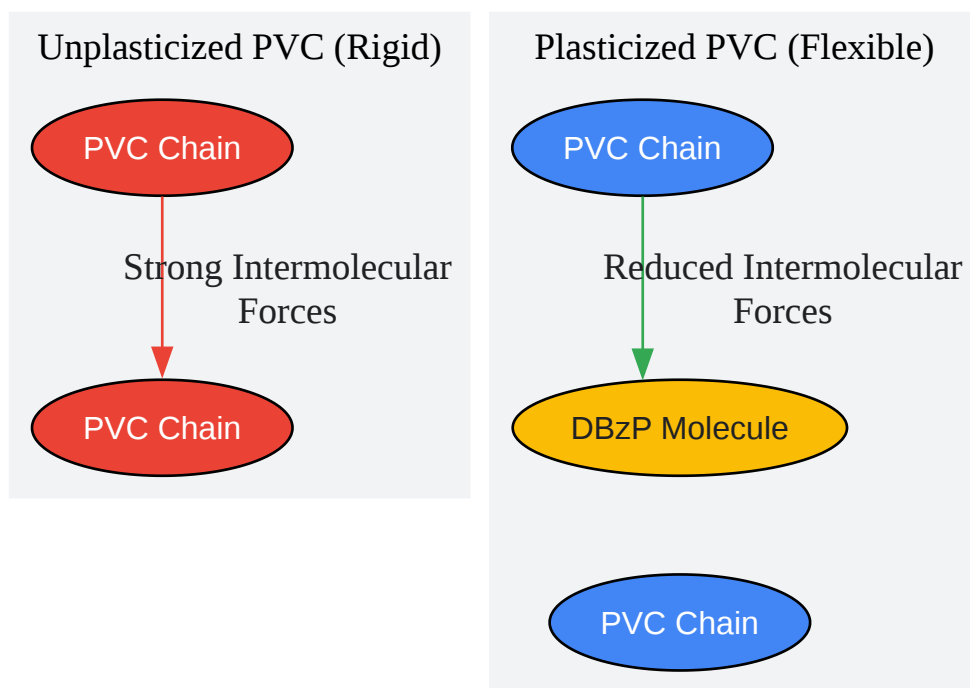 Unplasticized PVC (Rigid)
PVC Chain
Strong Intermolecular
Forces
PVC Chain
Plasticized PVC (Flexible)
PVC Chain
Reduced Intermolecular
Forces
DBzP Molecule
PVC Chain